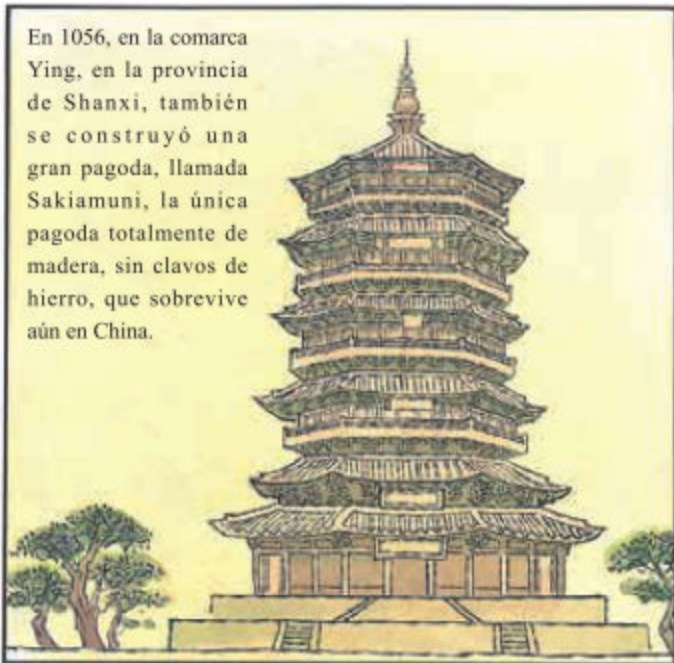 En 1056, en la comarca
Ying, en la provincia
de Shanxi, también
se construyó una
gran pagoda, llamada
Sakiamuni, la única
pagoda totalmente de
madera, sin clavos de
hierro, que sobrevive
aún en China.